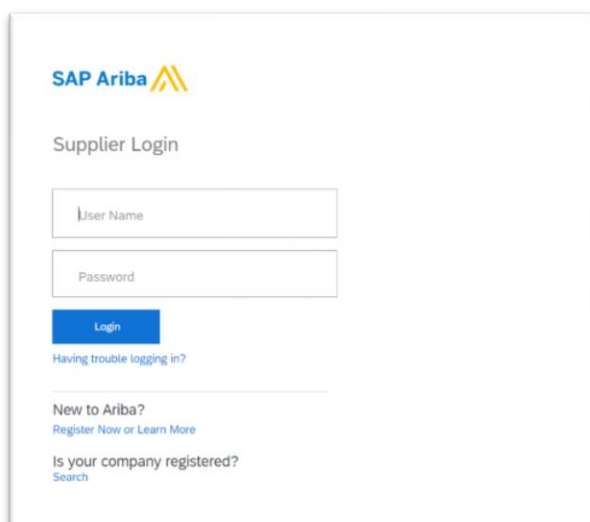 SAP Ariba
Supplier Login
User Name
Password
Login
Having trouble logging in?
New to Ariba?
Register Now or Learn More
Is your company registered?
Search